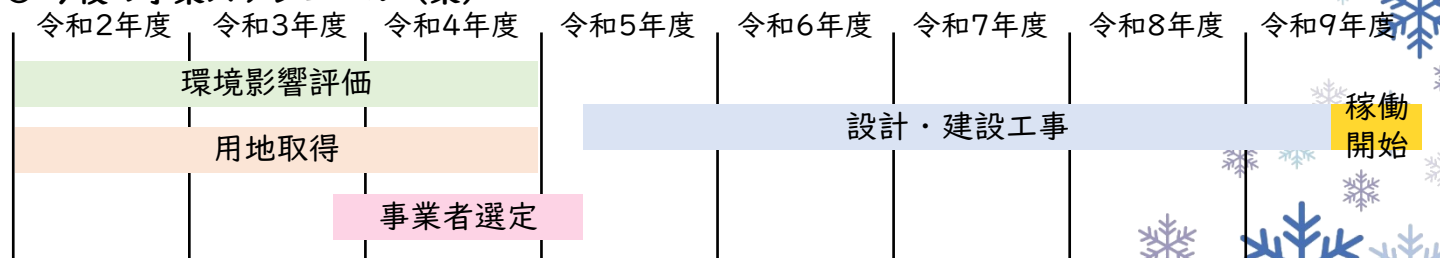 令和2年度 令和3年度 令和4年度 令和5年度 令和6年度 令和7年度 令和8年度 令和9年度
環境影響評価
設計・建設工事
稼働
開始
用地取得
事業者選定